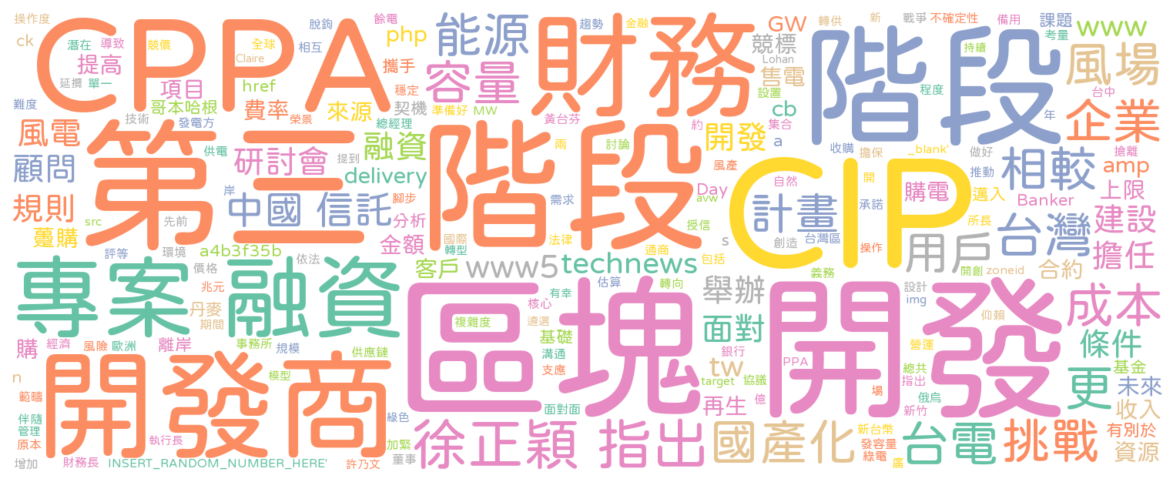 操作度 脫鉤 餘電 趨勢 金融 轉供 新 戰爭 不確定性 備用 課題
ck 潛在 導致 競價 全球 相互 php 能源 GW 競標 考量 www
CPPA 財務 階段 風場
延攬 單一 提高 Claire 攜手 容量 售電 Lohan 持續 台中
項目 href 穩定 設置 程度
難度 哥本哈根 費率 來源 契機 準備好 MW cb 企業
技術 發電方 榮景 總經理 黃台芬 約 集合 a 年
風電 第三 階段 兩 討論 開發 收購 擔保 _blank' 做好 搶離
供電 研討會 融資 提到 風產 CIP 推動 相較 amp
顧問 delivery Day 自然 開 購電 邁入 上限
岸 腳步 需求 avw 計畫 承諾 Banker
規則 src 先前 中國 信託 分析 授信 所長 建設
躉購 評等 環境 a4b3f35b 金額 國際 法律 通商 s 創造 台灣區 操作 用戶 台灣 擔任
價格 依法 客戶 轉型 www5 technews 包括 義務 開創 zoneid 合約
專案 融資 兆元 有幸 估算 轉向 舉辦 設計 img 仰賴 成本
丹麥 期間 核心 遴選 區塊 開發
購 經濟 風險 歐洲 離岸 事務所 規模 供應鏈 複雜度 基礎 面對 銀行 營運 條件
n 模型 溝通 支應 tw PPA 總共 指出 更 基金
範疇 開發商 target 協議 場 俄烏 未來
伴隨 綠色 面對面 再生 億 新竹 收入
管理 加緊 徐正穎 指出 國產化 新台幣 台電 挑戰 有別於
原本 執行長 發容量 資源
增加 財務長 INSERT_RANDOM_NUMBER_HERE' 許乃文 董事 綠電 廣